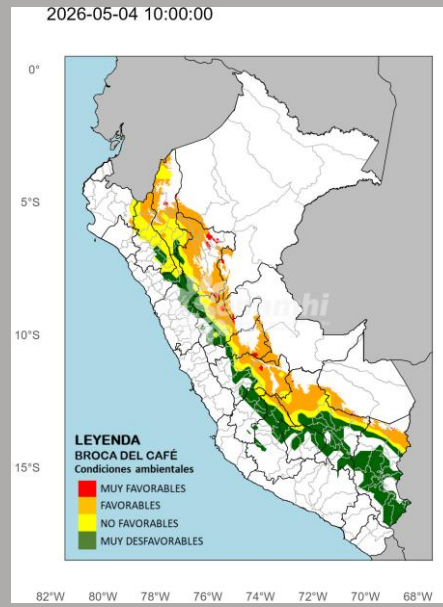 2026-05-04 10:00:00
0°
5°S
10°S
15°S
senamhi
LEYENDA
BROCA DEL CAFÉ
Condiciones ambientales
MUY FAVORABLES
FAVORABLES
NO FAVORABLES
MUY DESFAVORABLES
82°W 80°W 78°W 76°W 74°W 72°W 70°W 68°W